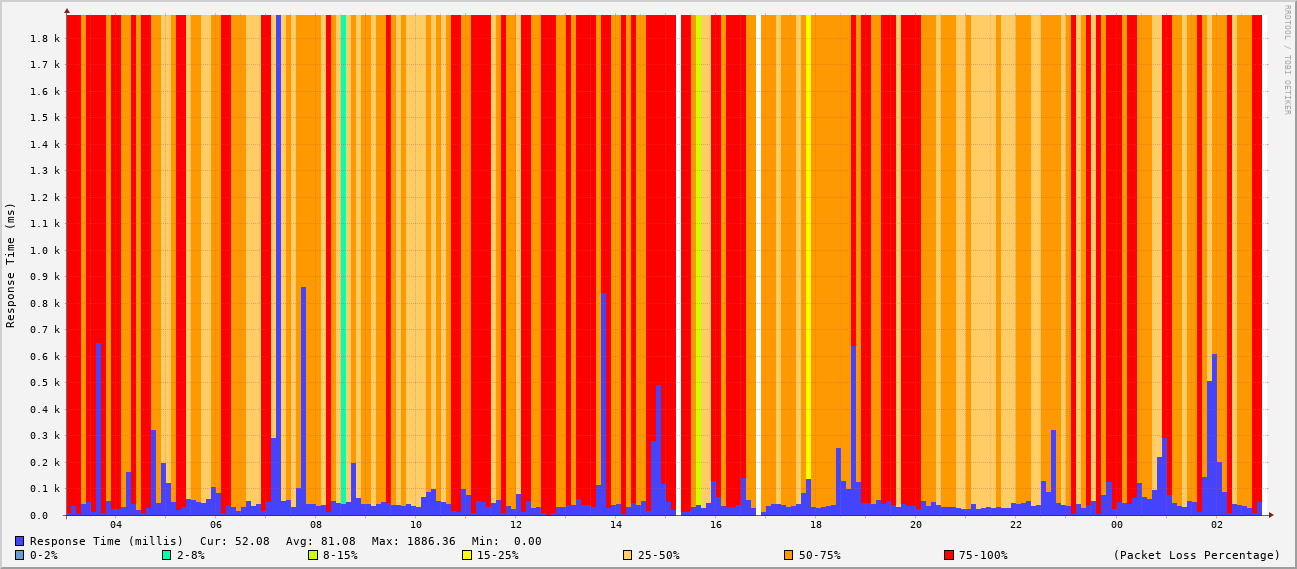 RRDTOOL / TOBI OETIKER
Response Time (ms)
1.8 k
1.7 k
1.6 k
1.5 k
1.4 k
1.3 k
1.2 k
1.1 k
1.0 k
0.9 k
0.8 k
0.7 k
0.6 k
0.5 k
0.4 k
0.3 k
0.2 k
0.1 k
0.0
04 06 08 10 12 14 16 18 20 22 00 02
Response Time (millis) Cur: 52.08 Avg: 81.08 Max: 1886.36 Min: 0.00
0-2% 2-8% 8-15% 15-25% 25-50% 50-75% 75-100% (Packet Loss Percentage)